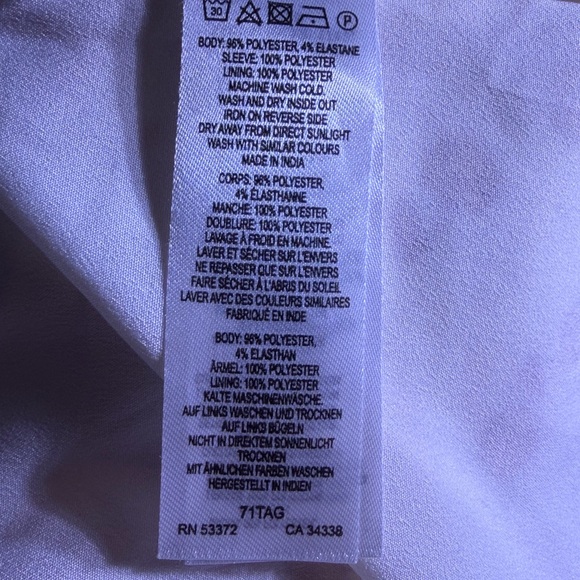 30 P
BODY: 96% POLYESTER, 4% ELASTANE
SLEEVE: 100% POLYESTER
LINING: 100% POLYESTER
MACHINE WASH COLD.
WASH AND DRY INSIDE OUT
IRON ON REVERSE SIDE
DRY AWAY FROM DIRECT SUNLIGHT
WASH WITH SIMILAR COLOURS
MADE IN INDIA
CORPS: 96% POLYESTER,
4% ÉLASTHANNE
MANCHE: 100% POLYESTER
DOUBLURE: 100% POLYESTER
LAVAGE À FROID EN MACHINE.
LAVER ET SÉCHER SUR L'ENVERS
NE REPASSER QUE SUR L'ENVERS
FAIRE SÉCHER À L'ABRIS DU SOLEIL
LAVER AVEC DES COULEURS SIMILAIRES
FABRIQUÉ EN INDE
BODY: 96% POLYESTER,
4% ELASTHAN
ÄRMEL: 100% POLYESTER
LINING: 100% POLYESTER
KALTE MASCHINENWÄSCHE.
AUF LINKS WASCHEN UND TROCKNEN
AUF LINKS BÜGELN
NICHT IN DIREKTEM SONNENLICHT
TROCKNEN
MIT ÄHNLICHEN FARBEN WASCHEN
HERGESTELLT IN INDIEN
71TAG
RN 53372 CA 34338